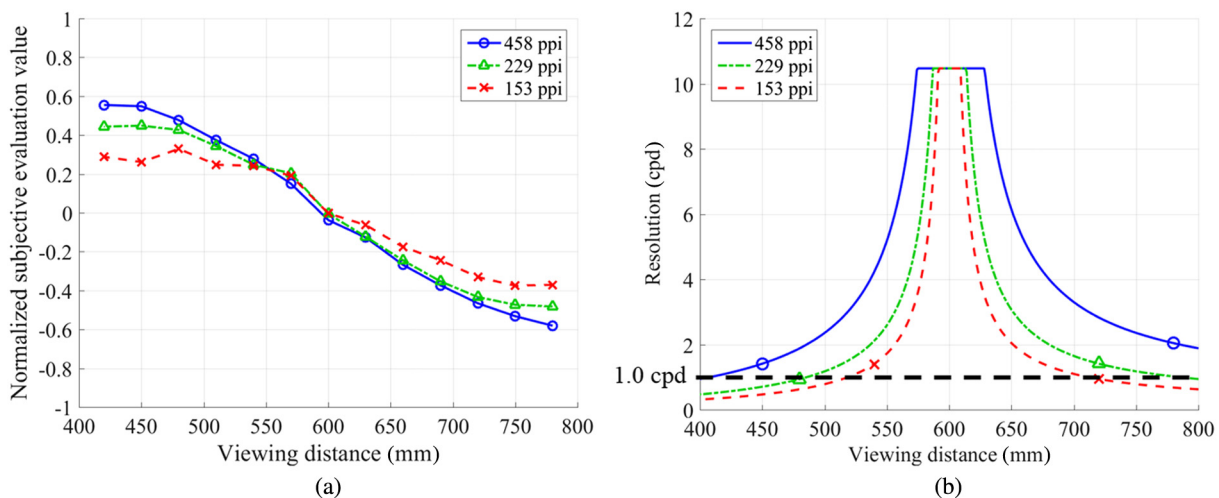 1
0.8
0.6
0.4
0.2
0
-0.2
-0.4
-0.6
-0.8
-1
Normalized subjective evaluation value
458 ppi
229 ppi
153 ppi
400 450 500 550 600 650 700 750 800
Viewing distance (mm)
(a)
12
10
8
6
4
2
1.0 cpd
0
Resolution (cpd)
458 ppi
229 ppi
153 ppi
400 450 500 550 600 650 700 750 800
Viewing distance (mm)
(b)